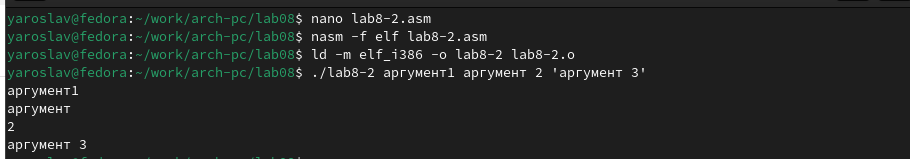 yaroslav@fedora:~/work/arch-pc/lab08$ nano lab8-2.asm
yaroslav@fedora:~/work/arch-pc/lab08$ nasm -f elf lab8-2.asm
yaroslav@fedora:~/work/arch-pc/lab08$ ld -m elf_i386 -o lab8-2 lab8-2.o
yaroslav@fedora:~/work/arch-pc/lab08$ ./lab8-2 аргумент1 аргумент 2 'аргумент 3'
аргумент1
аргумент
2
аргумент 3